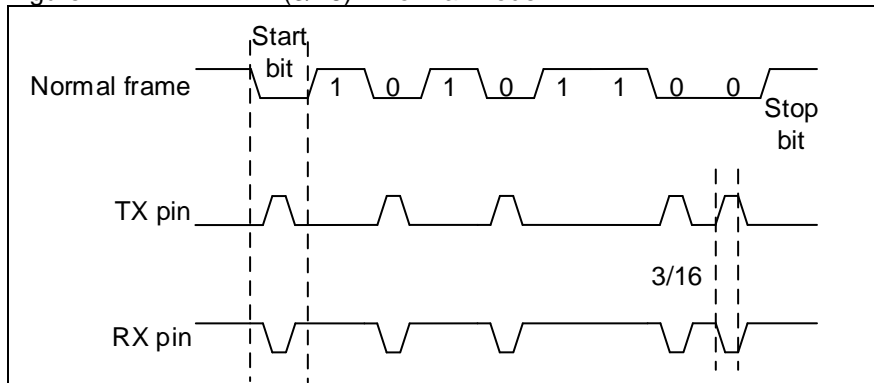 Start
bit
Normal frame
1 0 1 0 1 1 0 0
Stop
bit
TX pin
3/16
RX pin